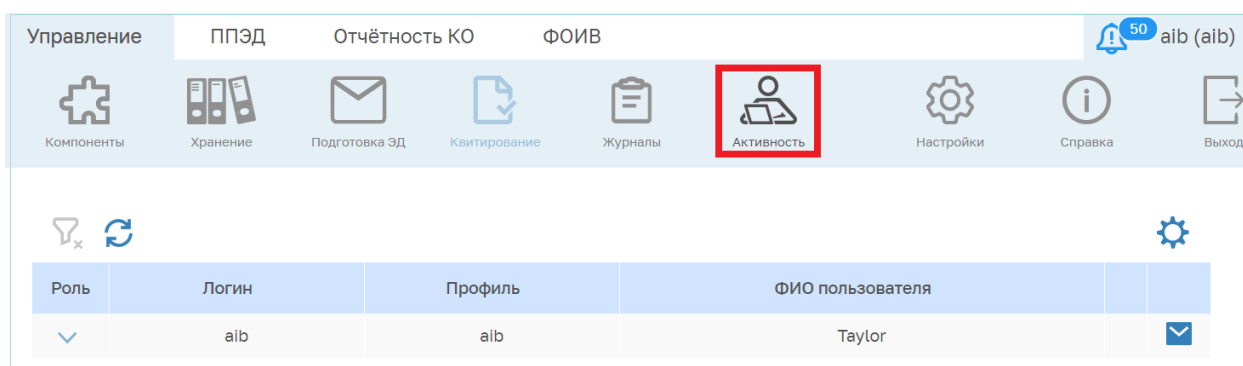 Управление ППЭД Отчётность КО ФОИВ 50 aib (aib)
Компоненты Хранение Подготовка ЭД Квитирование Журналы Активность Настройки Справка Выход
Роль Логин Профиль ФИО пользователя
aib aib Taylor